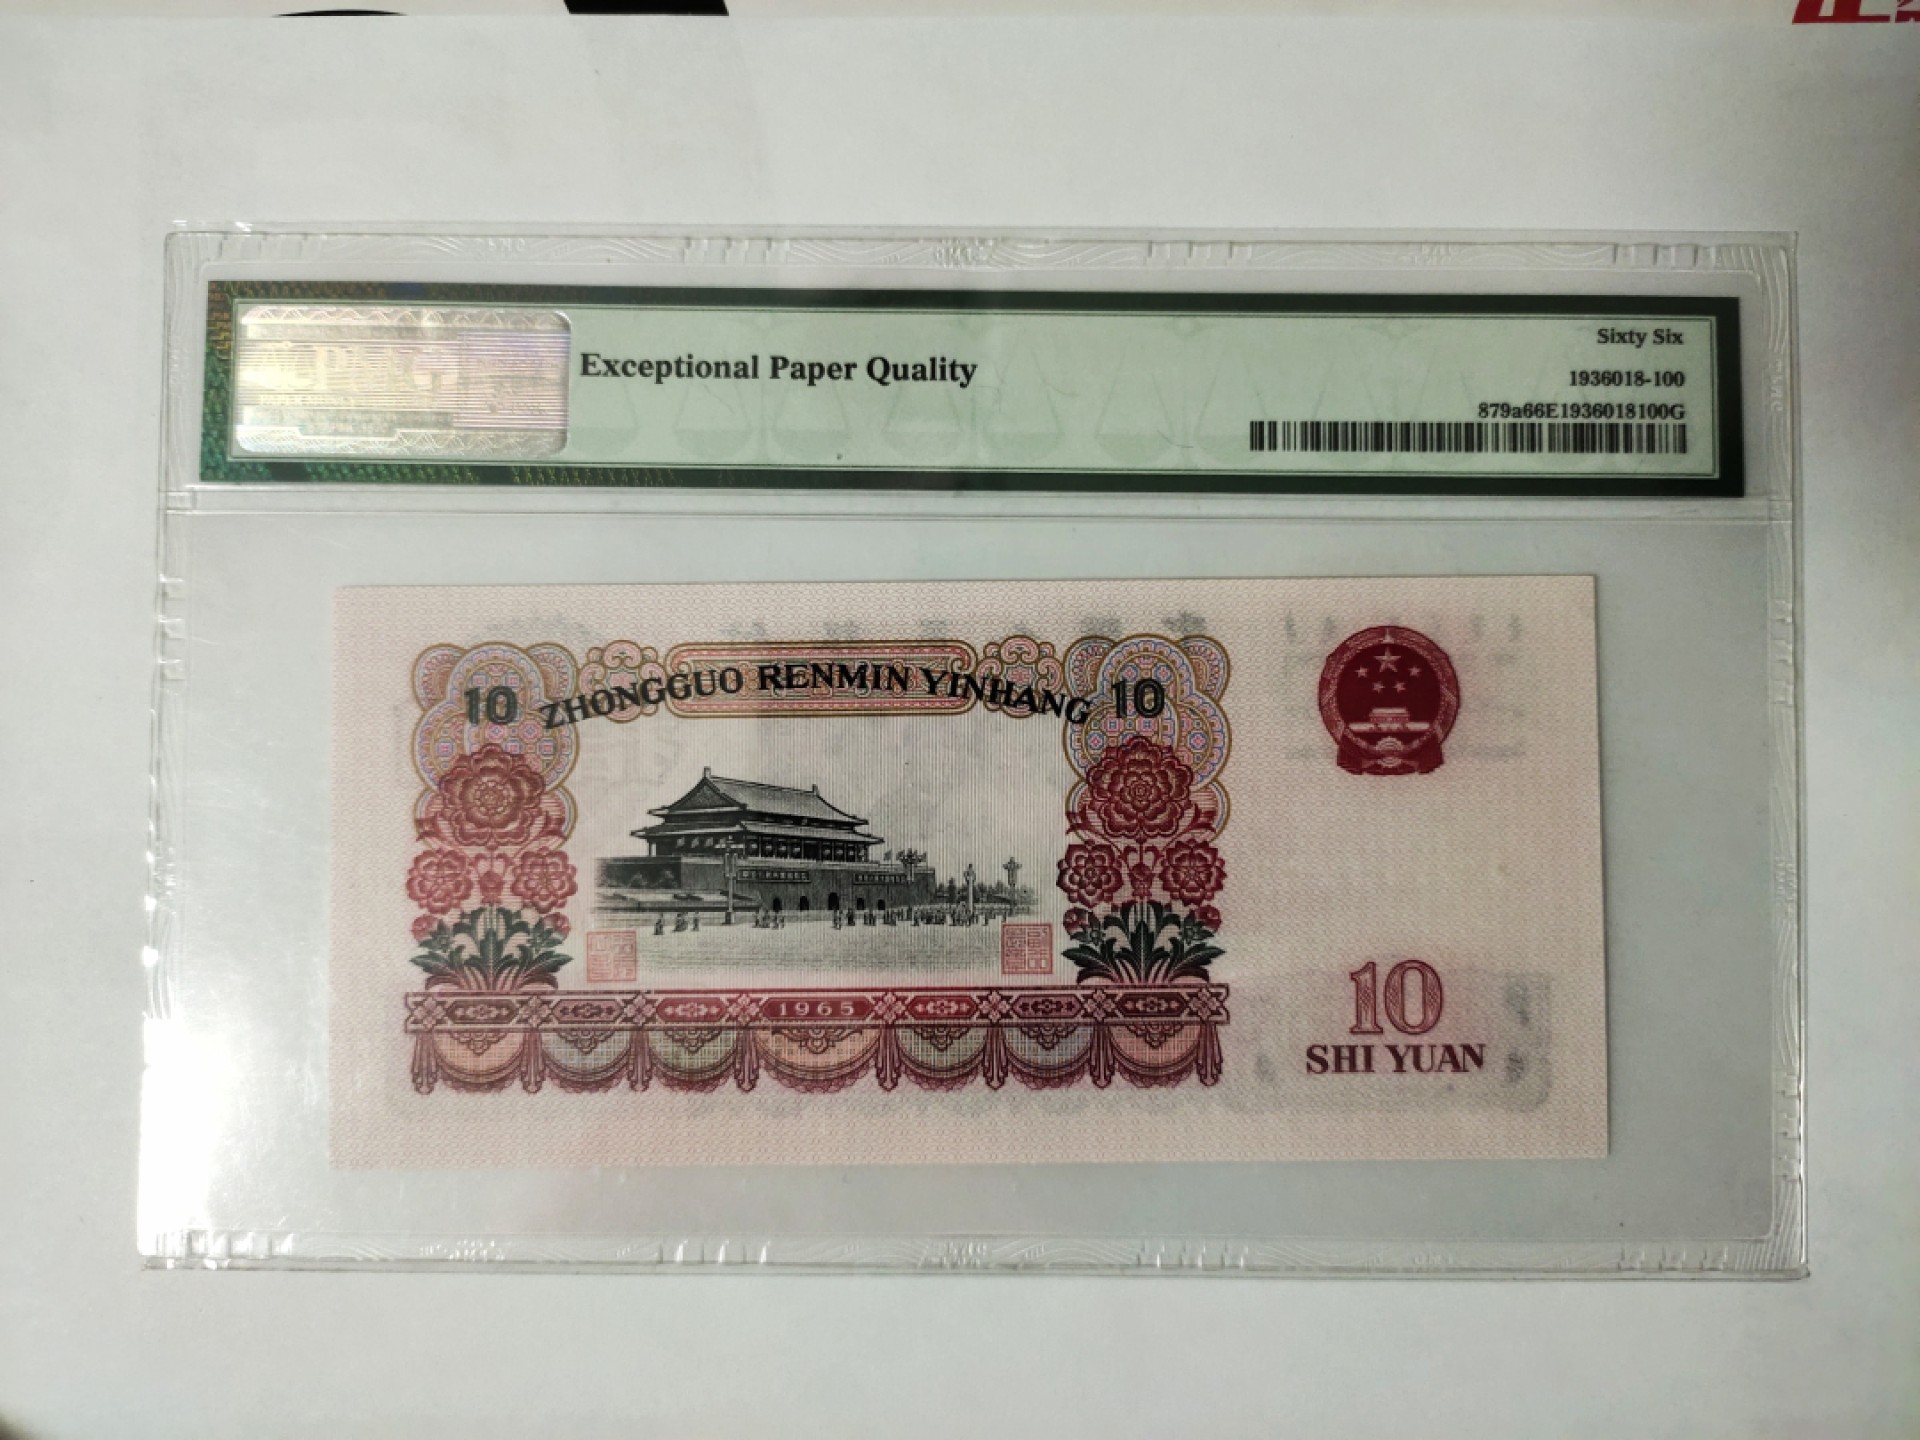 Exceptional Paper Quality
Sixty Six
1936018-100
879a66E1936018100G
10 ZHONGGUO RENMIN YINHANG 10
1965
10
SHI YUAN